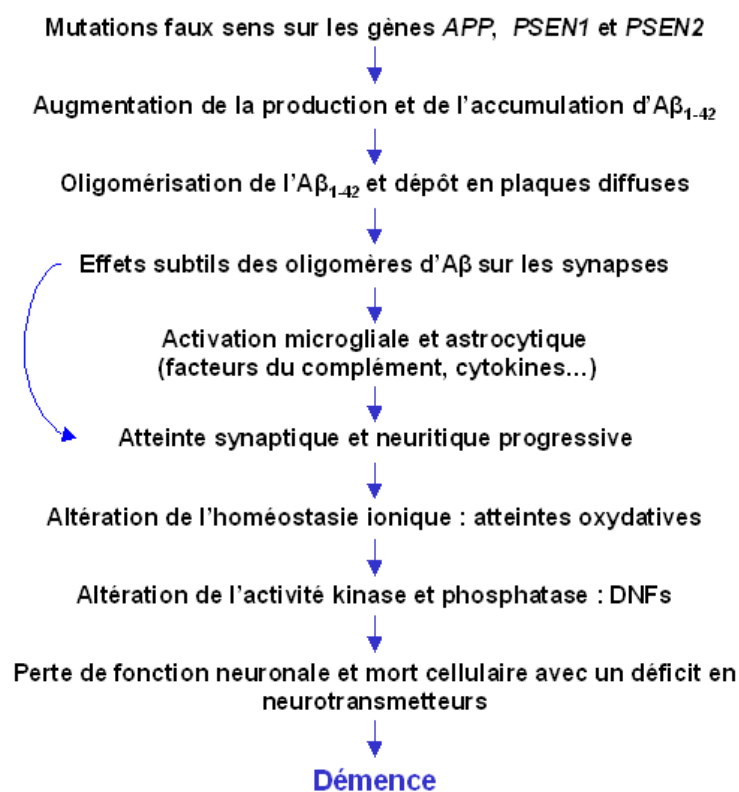 Mutations faux sens sur les gènes APP, PSEN1 et PSEN2
Augmentation de la production et de l'accumulation d'Aβ1-42
Oligomérisation de l'Aβ1-42 et dépôt en plaques diffuses
Effets subtils des oligomères d'Aβ sur les synapses
Activation microgliale et astrocytique
(facteurs du complément, cytokines...)
Atteinte synaptique et neuritique progressive
Altération de l'homéostasie ionique : atteintes oxydatives
Altération de l'activité kinase et phosphatase : DNFs
Perte de fonction neuronale et mort cellulaire avec un déficit en
neurotransmetteurs
Démence